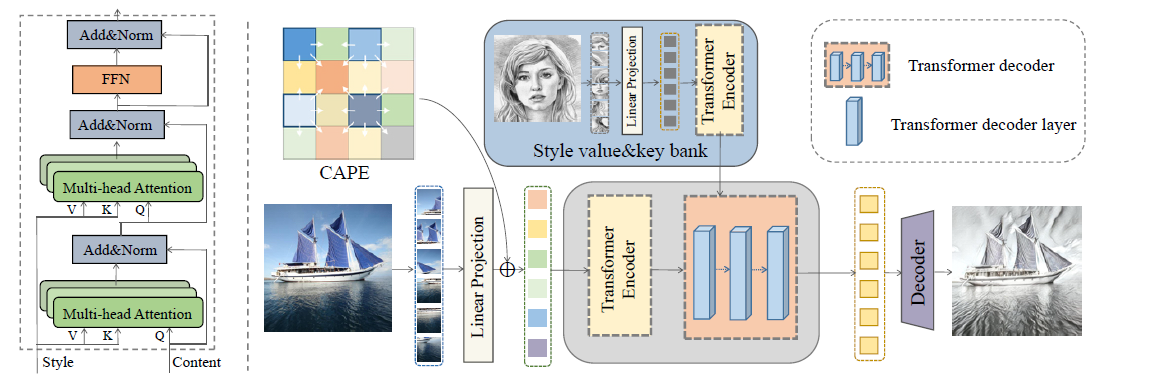 Add&Norm
FFN
Add&Norm
Multi-head Attention
V
K
Q
Add&Norm
Multi-head Attention
V
K
Q
Style
Content
CAPE
Linear Projection
Transformer
Encoder
Style value&key bank
Transformer decoder
Transformer decoder layer
Linear Projection
Transformer
Encoder
Decoder